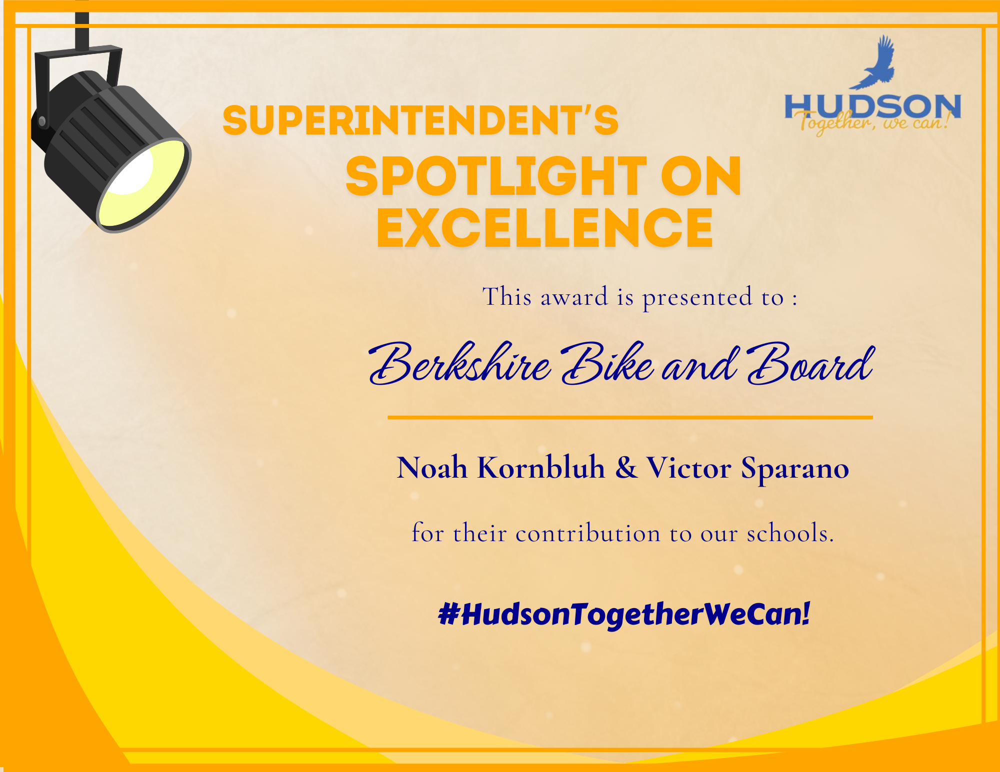 HUDSON
Together, we can!
SUPERINTENDENT'S
SPOTLIGHT ON
EXCELLENCE
This award is presented to :
Berkshire Bike and Board
Noah Kornbluh & Victor Sparano
for their contribution to our schools.
#HudsonTogetherWeCan!